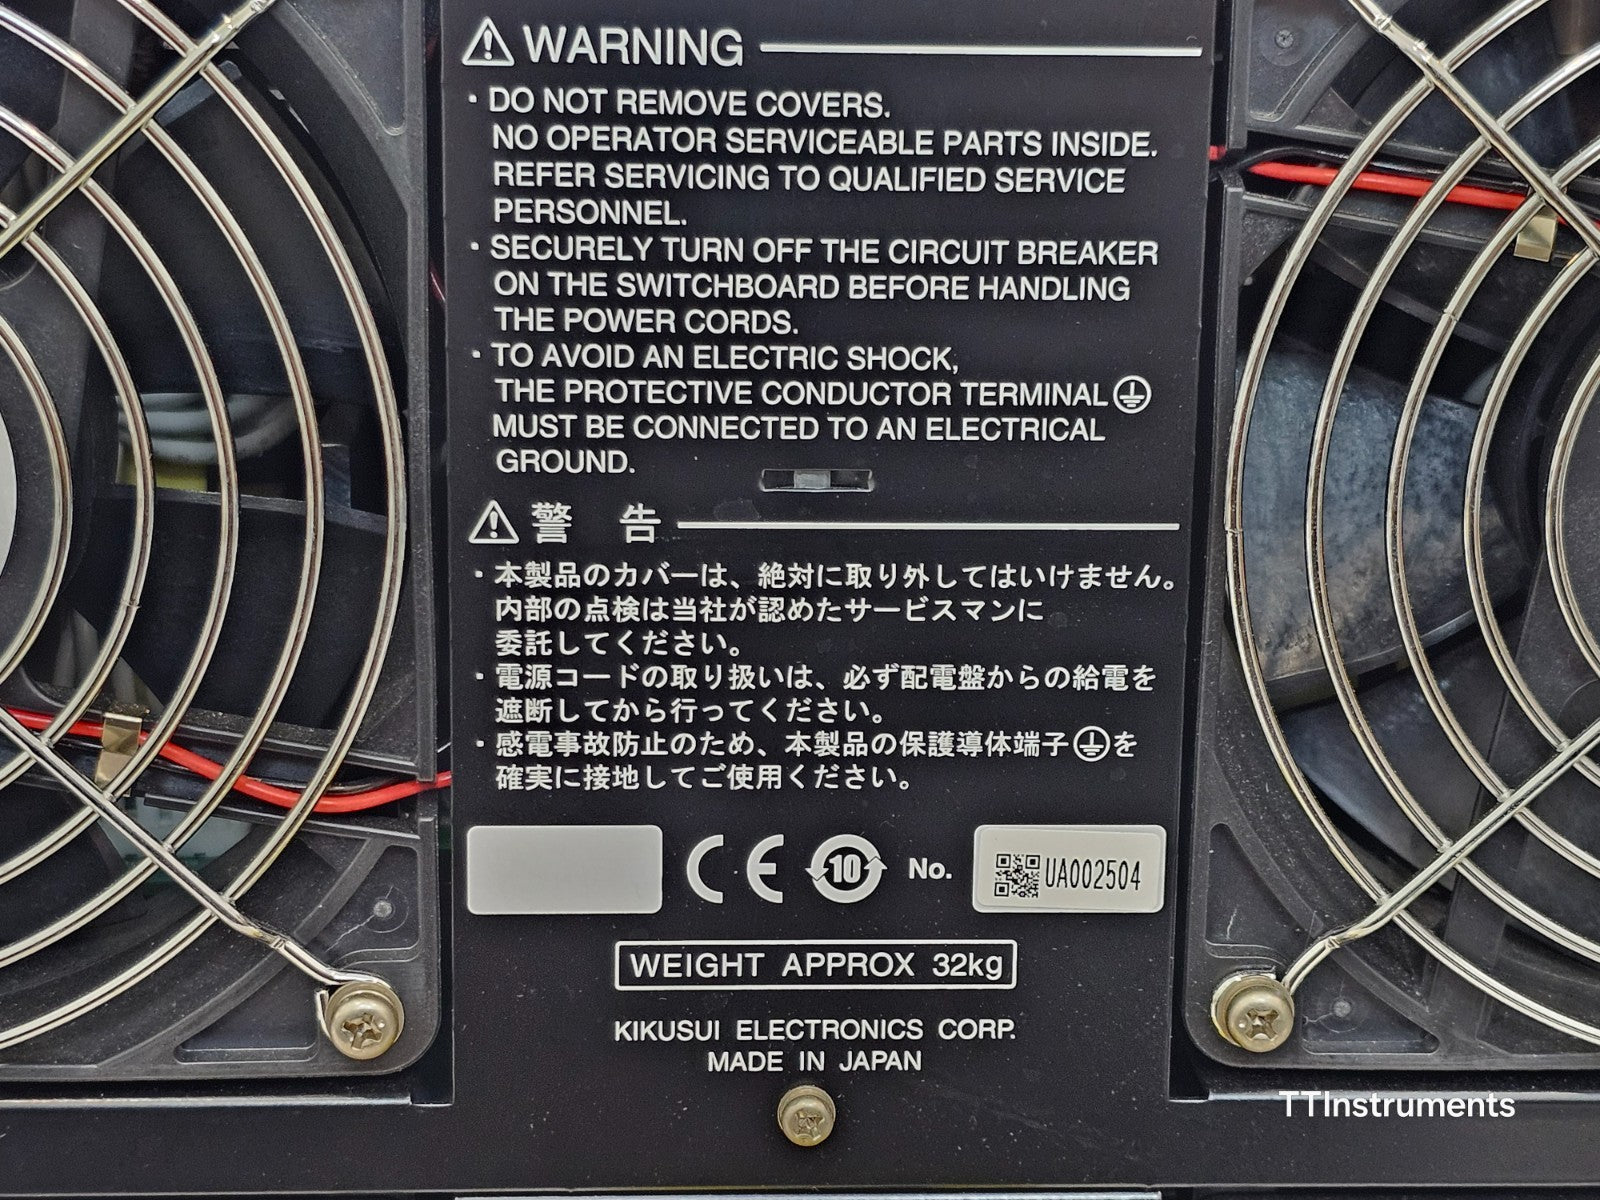 WARNING
・DO NOT REMOVE COVERS.
NO OPERATOR SERVICEABLE PARTS INSIDE.
REFER SERVICING TO QUALIFIED SERVICE
PERSONNEL.
・SECURELY TURN OFF THE CIRCUIT BREAKER
ON THE SWITCHBOARD BEFORE HANDLING
THE POWER CORDS.
・TO AVOID AN ELECTRIC SHOCK,
THE PROTECTIVE CONDUCTOR TERMINAL
MUST BE CONNECTED TO AN ELECTRICAL
GROUND.
警 告
・本製品のカバーは、絶対に取り外してはいけません。
内部の点検は当社が認めたサービスマンに
委託してください。
・電源コードの取り扱いは、必ず配電盤からの給電を
遮断してから行ってください。
・感電事故防止のため、本製品の保護導体端子を
確実に接地してご使用ください。
CE 10 No. UA002504
WEIGHT APPROX 32kg
KIKUSUI ELECTRONICS CORP.
MADE IN JAPAN
TTInstruments